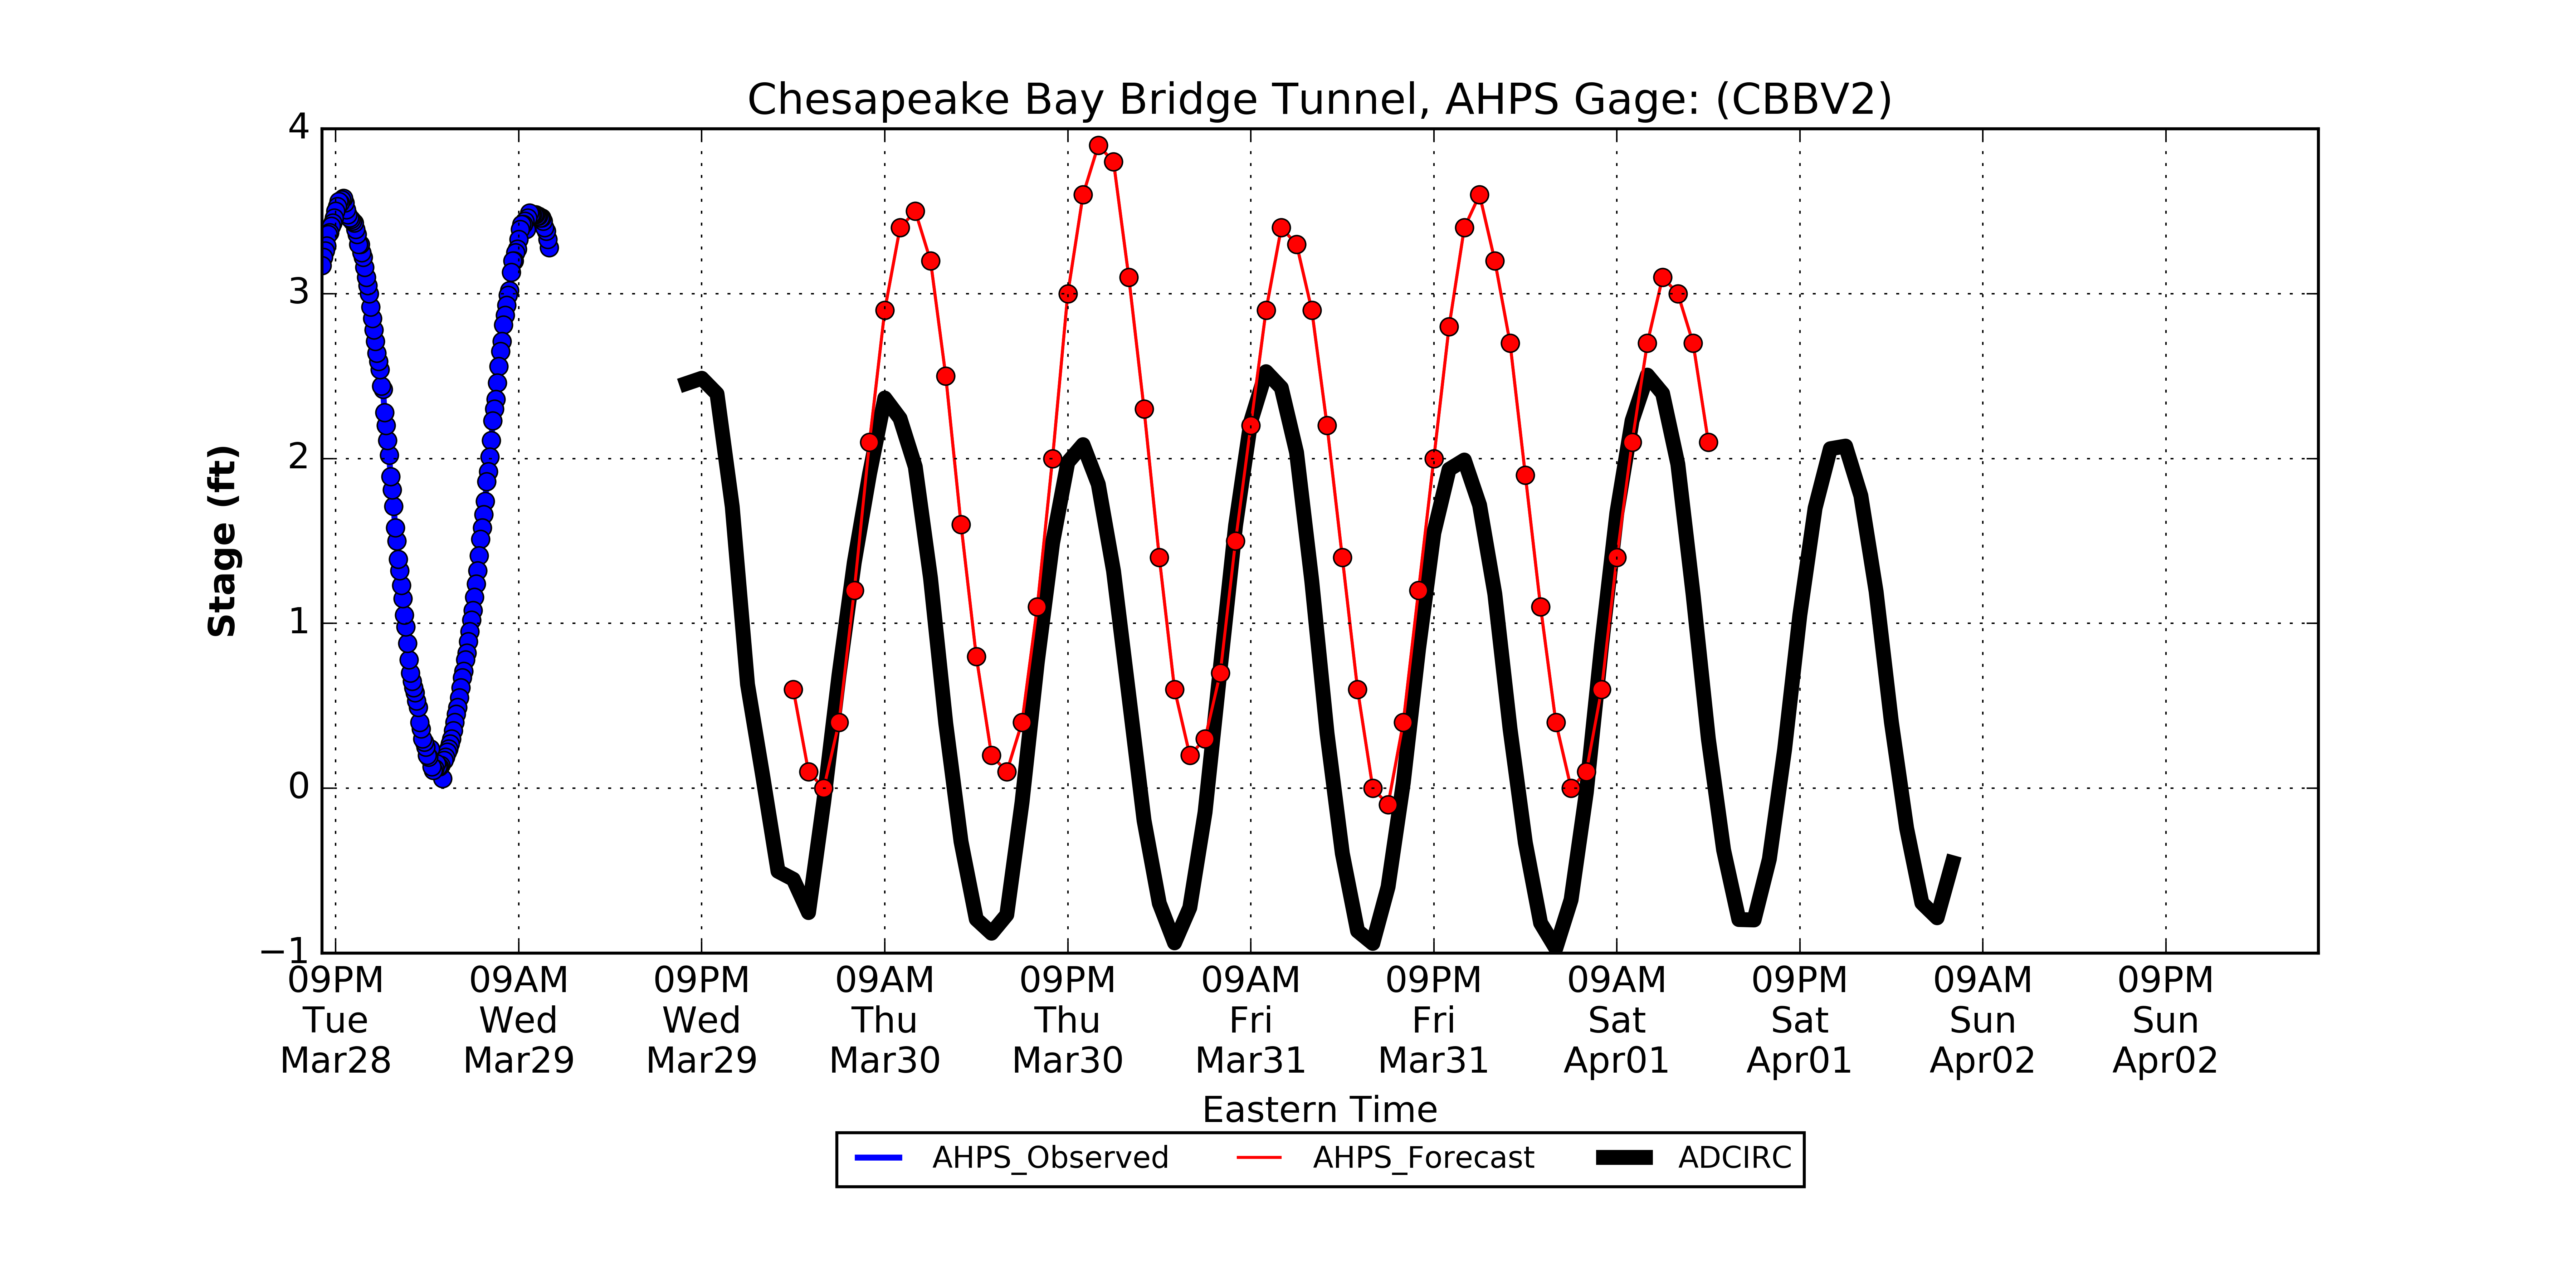 Chesapeake Bay Bridge Tunnel, AHPS Gage: (CBBV2)
4
3
2
1
0
−1
Stage (ft)
09PM 09AM 09PM 09AM 09PM 09AM 09PM 09AM 09PM 09AM 09PM
Tue Wed Wed Thu Thu Fri Fri Sat Sat Sun Sun
Mar28 Mar29 Mar29 Mar30 Mar30 Mar31 Mar31 Apr01 Apr01 Apr02 Apr02
Eastern Time
AHPS_Observed AHPS_Forecast ADCIRC